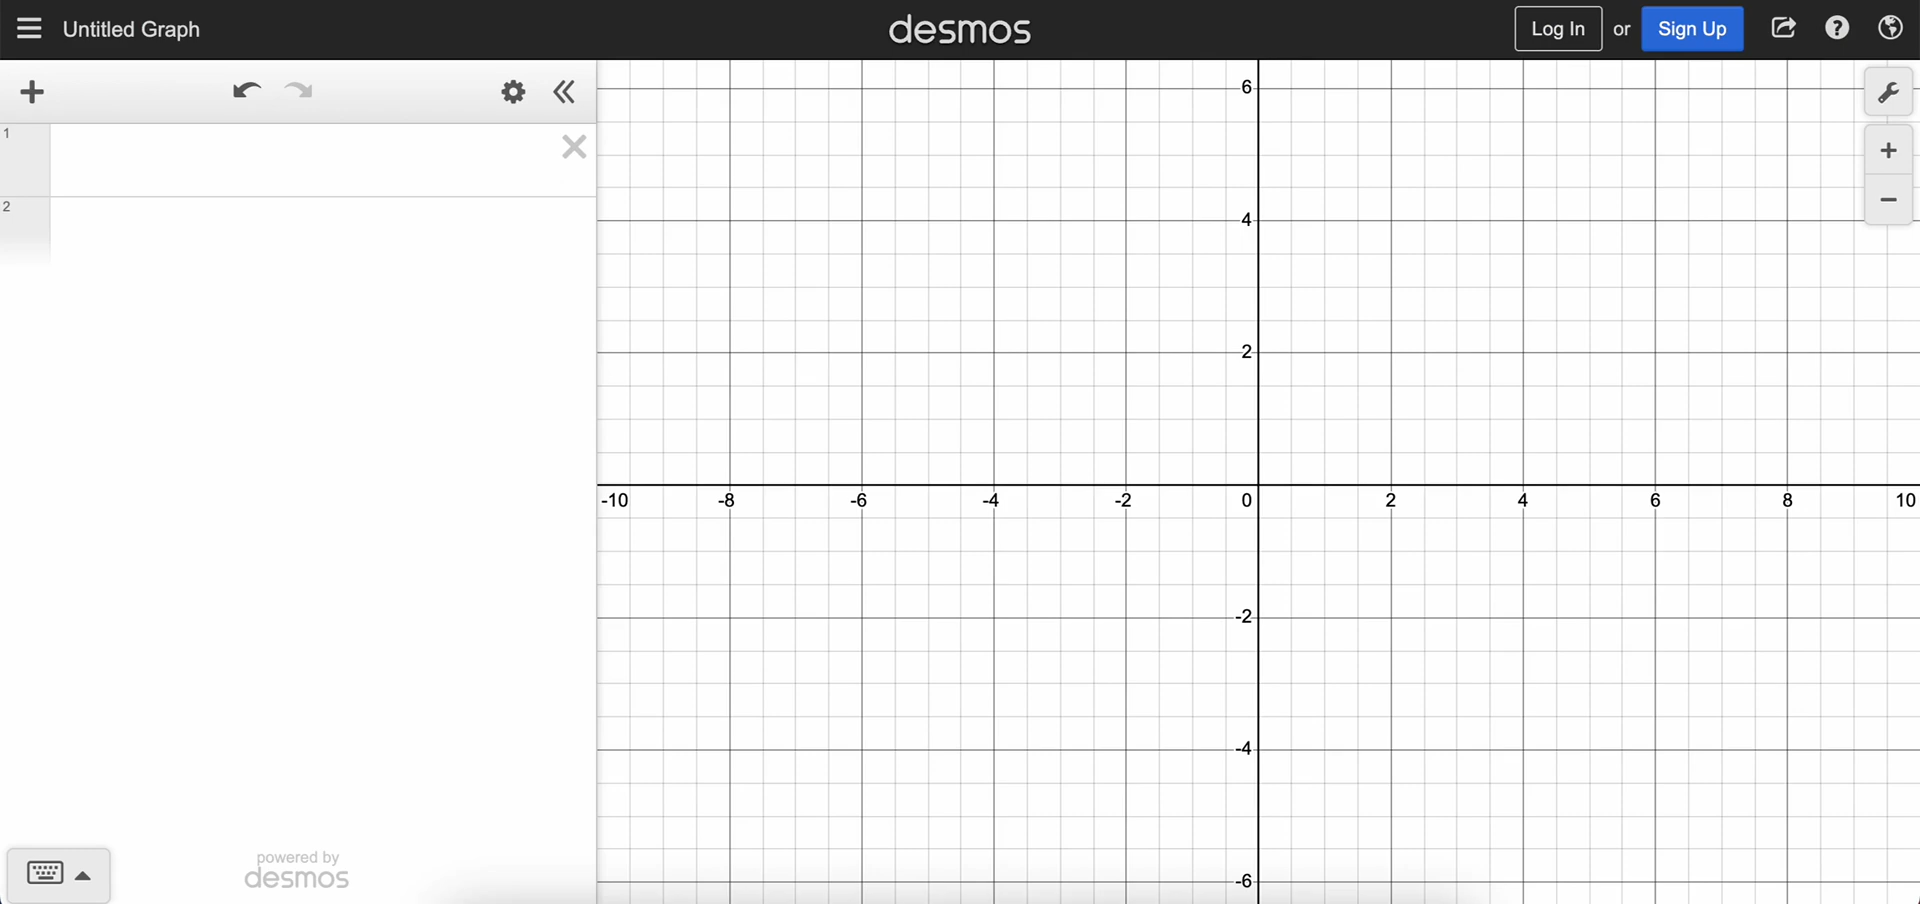 Untitled Graph
desmos
Log In or Sign Up
1
2
powered by
desmos
6
4
2
-10 -8 -6 -4 -2 0 2 4 6 8 10
-2
-4
-6